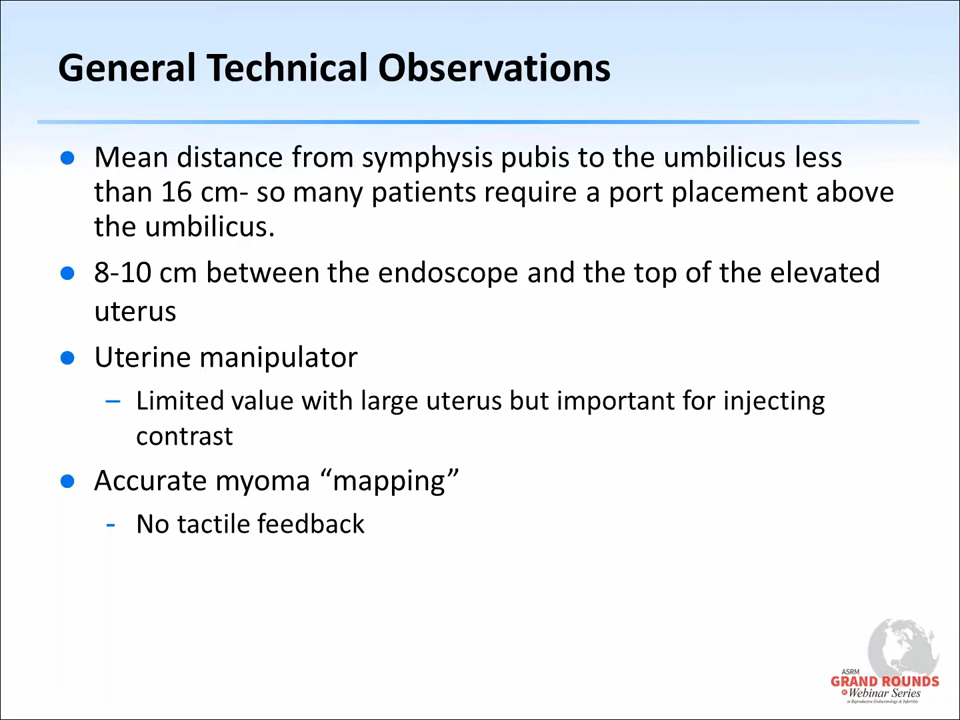 General Technical Observations
● Mean distance from symphysis pubis to the umbilicus less
than 16 cm- so many patients require a port placement above
the umbilicus.
● 8-10 cm between the endoscope and the top of the elevated
uterus
● Uterine manipulator
– Limited value with large uterus but important for injecting
contrast
● Accurate myoma “mapping”
- No tactile feedback
ASRM
GRAND ROUNDS
Webinar Series
in Reproductive Endocrinology & Infertility